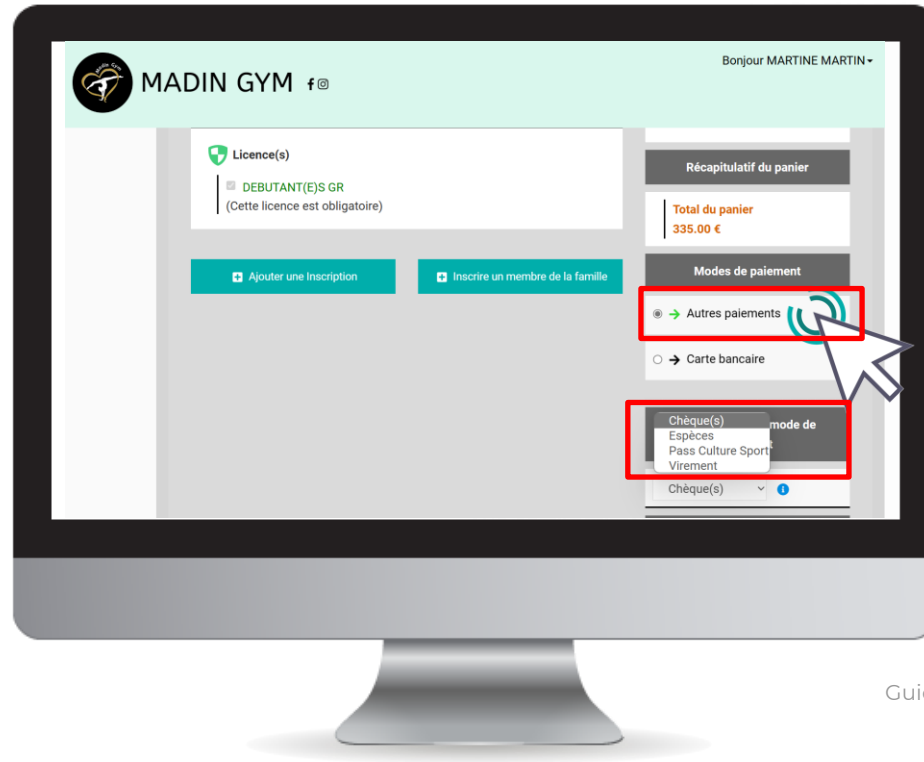 Madin Gym
MADIN GYM
Bonjour MARTINE MARTIN
Licence(s)
DEBUTANT(E)S GR
(Cette licence est obligatoire)
Ajouter une Inscription
Inscrire un membre de la famille
Récapitulatif du panier
Total du panier
335.00 €
Modes de paiement
Autres paiements
Carte bancaire
mode de
Chèque(s)
Espèces
Pass Culture Sport
Virement
Chèque(s)